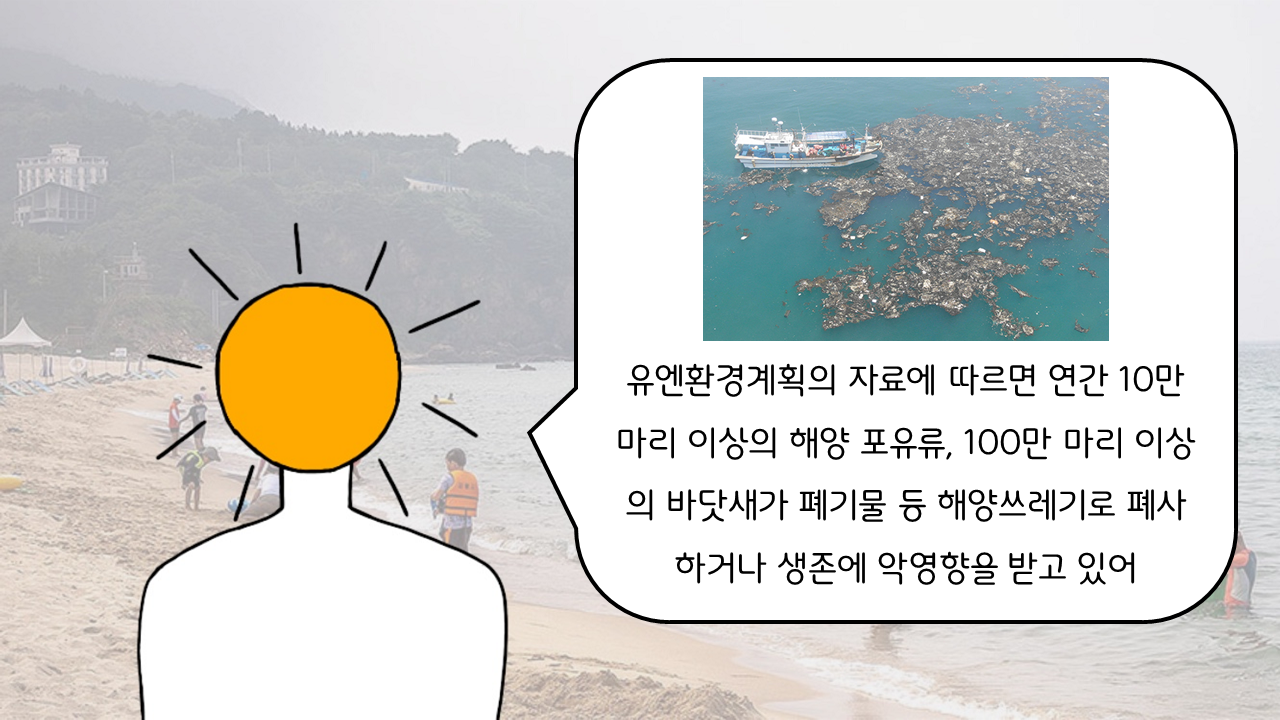 유엔환경계획의 자료에 따르면 연간 10만
마리 이상의 해양 포유류, 100만 마리 이상
의 바닷새가 폐기물 등 해양쓰레기로 폐사
하거나 생존에 악영향을 받고 있어